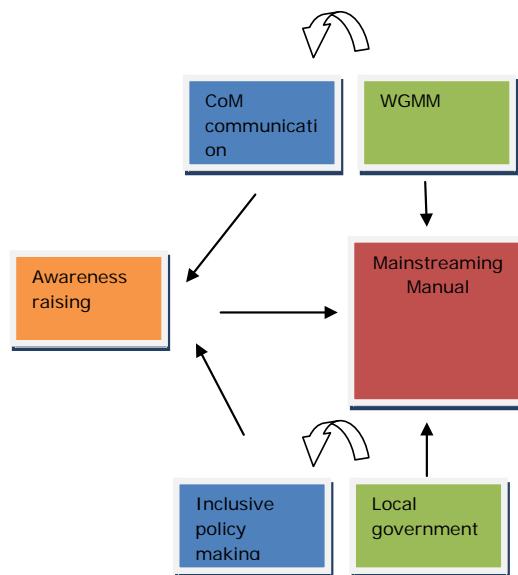 CoM
communicati
on
WGMM
Awareness
raising
Mainstreaming
Manual
Inclusive
policy
making
Local
government